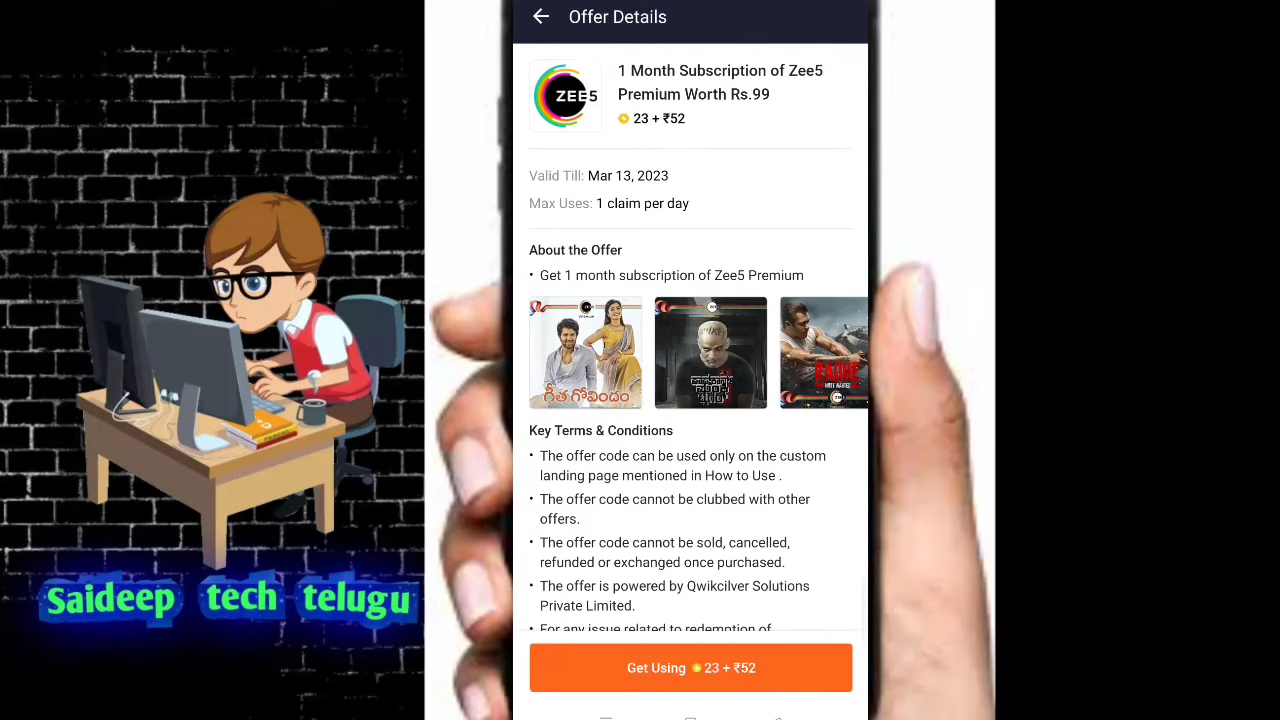 Offer Details
ZEE5
1 Month Subscription of Zee5
Premium Worth Rs.99
23 + ₹52
Valid Till: Mar 13, 2023
Max Uses: 1 claim per day
About the Offer
• Get 1 month subscription of Zee5 Premium
గీత గోవిందం
RADHE
Key Terms & Conditions
• The offer code can be used only on the custom
landing page mentioned in How to Use .
• The offer code cannot be clubbed with other
offers.
• The offer code cannot be sold, cancelled,
refunded or exchanged once purchased.
• The offer is powered by Qwikcilver Solutions
Private Limited.
• For any issue related to redemption of
Get Using 23 + ₹52
Saideep tech telugu